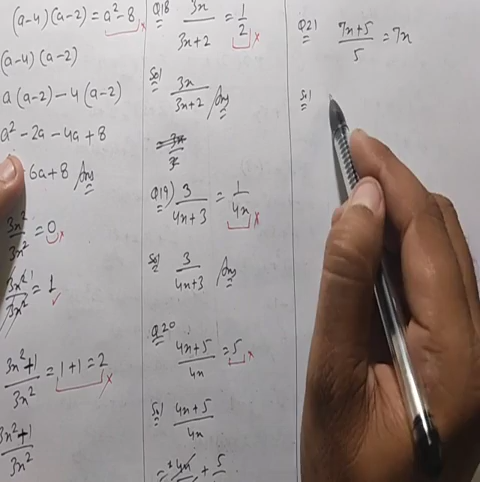 (a-4)(a-2) = a²-8 x
(a-4)(a-2)
a(a-2)-4(a-2)
a²-2a-4a+8
6a+8 Ans
3x²/3x² = 0 x
3x²/3x² = 1 ✓
3x²+1/3x² = 1+1=2 x
3x²+1/3x²
Q18 3x/3x+2 = 1/2 x
Sol 3x/3x+2 Ans
Q19) 3/4x+3 = 1/4x x
Sol 3/4x+3 Ans
Q20 4x+5/4x = 5 x
Sol 4x+5/4x
= 4x + 5
Q21 7x+5/5 = 7x
Sol